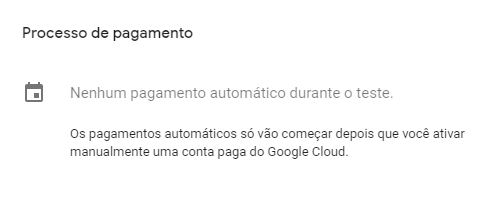 Processo de pagamento
Nenhum pagamento automático durante o teste.
Os pagamentos automáticos só vão começar depois que você ativar
manualmente uma conta paga do Google Cloud.